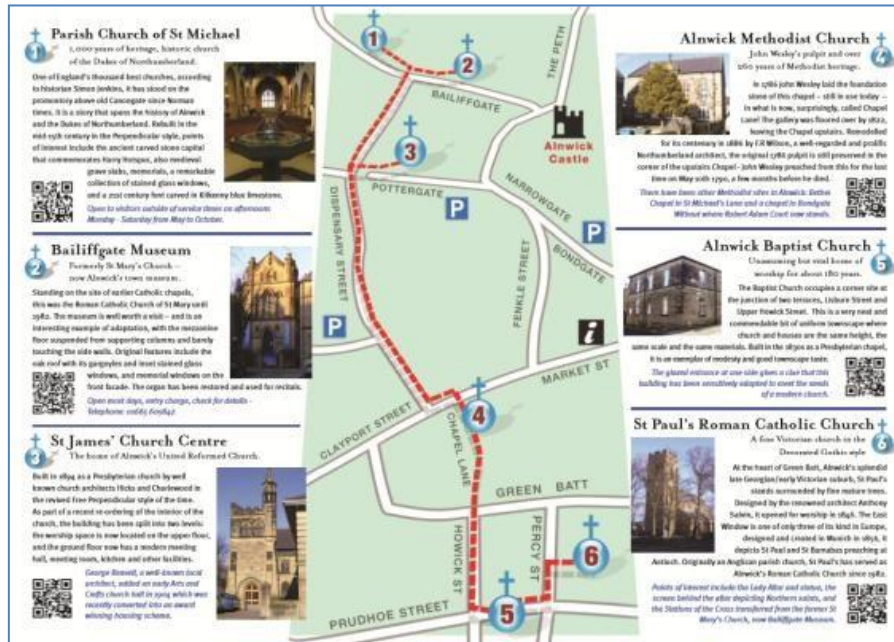 Parish Church of St Michael
1
1,000 years of heritage, historic church
of the Dukes of Northumberland.
One of England's thousand best churches, according
to historian Simon Jenkins, it has stood on the
promontory above old Canongate since Norman
times. It is a story that spans the history of Alnwick
and the Dukes of Northumberland. Rebuilt in the
mid-15th century in the Perpendicular style, points
of interest include the ancient carved stone capital
that commemorates Harry Hotspur, also medieval
grave slabs, memorials, a remarkable
collection of stained glass windows,
and a 21st century font carved in Kilkenny blue limestone.
Open to visitors outside of service times on afternoons
Monday - Saturday from May to October.
Bailiffgate Museum
2
Formerly St Mary's Church –
now Alnwick's town museum.
Standing on the site of earlier Catholic chapels,
this was the Roman Catholic Church of St Mary until
1982. The museum is well worth a visit – and is an
interesting example of adaptation, with the mezzanine
floor suspended from supporting columns and barely
touching the side walls. Original features include the
oak roof with its gargoyles and inset stained glass
windows, and memorial windows on the
front facade. The organ has been restored and used for recitals.
Open most days, entry charge, check for details -
Telephone: 01665 605847
St James' Church Centre
3
The home of Alnwick's United Reformed Church.
Built in 1894 as a Presbyterian church by well
known church architects Hicks and Charlewood in
the revised Free Perpendicular style of the time.
As part of a recent re-ordering of the interior of the
church, the building has been split into two levels:
the worship space is now located on the upper floor,
and the ground floor now has a modern meeting
hall, meeting room, kitchen and other facilities.
George Reavell, a well-known local
architect, added an early Arts and
Crafts church hall in 1904 which was
recently converted into an award
winning housing scheme.
1
2
3
4
5
6
THE PETH
BAILIFFGATE
Alnwick
Castle
POTTERGATE
NARROWGATE
P
P
P
BONDGATE
DISPENSARY STREET
FENKLE STREET
i
MARKET ST
CLAYPORT STREET
CHAPEL LANE
GREEN BATT
HOWICK ST
PERCY ST
PRUDHOE STREET
Alnwick Methodist Church
4
John Wesley's pulpit and over
260 years of Methodist heritage.
In 1786 John Wesley laid the foundation
stone of this chapel – still in use today –
in what is now, surprisingly, called Chapel
Lane! The gallery was floored over by 1822,
leaving the Chapel upstairs. Remodelled
for its centenary in 1886 by F.R Wilson, a well-regarded and prolific
Northumberland architect, the original 1786 pulpit is still preserved in the
corner of the upstairs Chapel - John Wesley preached from this for the last
time on May 10th 1790, a few months before he died.
There have been other Methodist sites in Alnwick: Bethel
Chapel in St Michael's Lane and a chapel in Bondgate
Without where Robert Adam Court now stands.
Alnwick Baptist Church
5
Unassuming but vital home of
worship for about 180 years.
The Baptist Church occupies a corner site at
the junction of two terraces, Lisburn Street and
Upper Howick Street. This is a very neat and
commendable bit of uniform townscape where
church and houses are the same height, the
same scale and the same materials. Built in the 1830s as a Presbyterian chapel,
it is an exemplar of modesty and good townscape taste.
The glazed entrance at one side gives a clue that this
building has been sensitively adapted to meet the needs
of a modern church.
St Paul's Roman Catholic Church
6
A fine Victorian church in the
Decorated Gothic style
At the heart of Green Batt, Alnwick's splendid
late Georgian/early Victorian suburb, St Paul's
stands surrounded by fine mature trees.
Designed by the renowned architect Anthony
Salvin, it opened for worship in 1846. The East
Window is one of only three of its kind in Europe,
designed and created in Munich in 1856, it
depicts St Paul and St Barnabas preaching at
Antioch. Originally an Anglican parish church, St Paul's has served as
Alnwick's Roman Catholic Church since 1982.
Points of interest include the Lady Altar and statue, the
screen behind the altar depicting Northern saints, and
the Stations of the Cross transferred from the former St
Mary's Church, now Bailiffgate Museum.